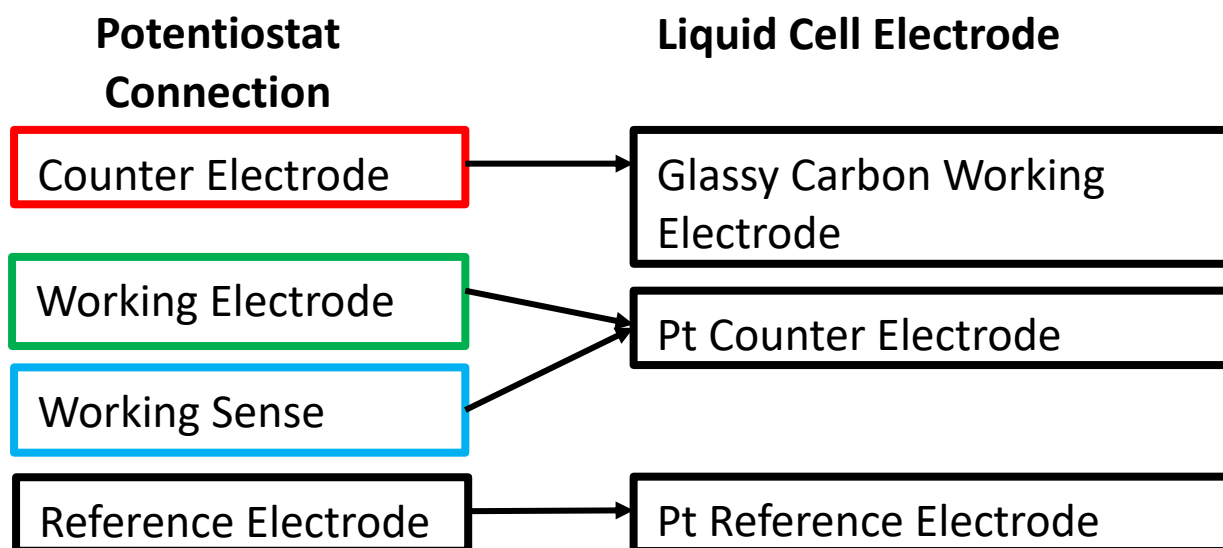 Potentiostat
Connection
Liquid Cell Electrode
Counter Electrode
Glassy Carbon Working
Electrode
Working Electrode
Pt Counter Electrode
Working Sense
Reference Electrode
Pt Reference Electrode